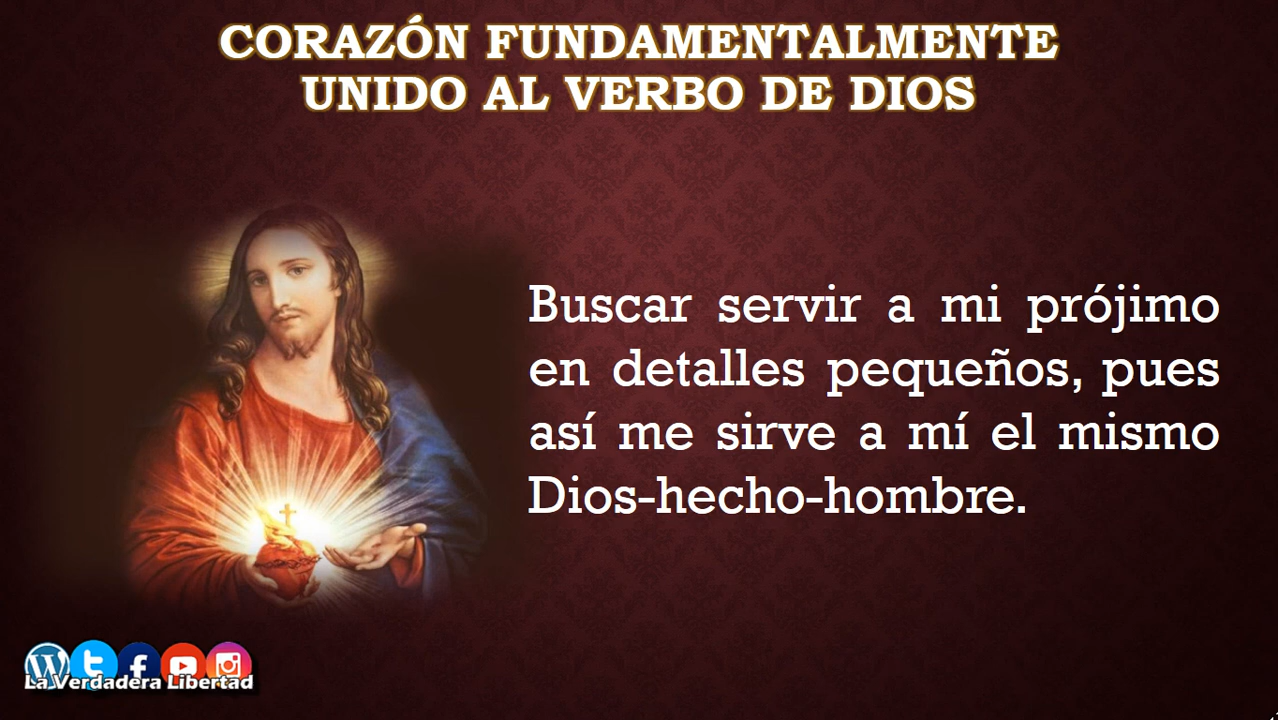 CORAZÓN FUNDAMENTALMENTE
UNIDO AL VERBO DE DIOS
Buscar servir a mi prójimo
en detalles pequeños, pues
así me sirve a mí el mismo
Dios-hecho-hombre.
La Verdadera Libertad